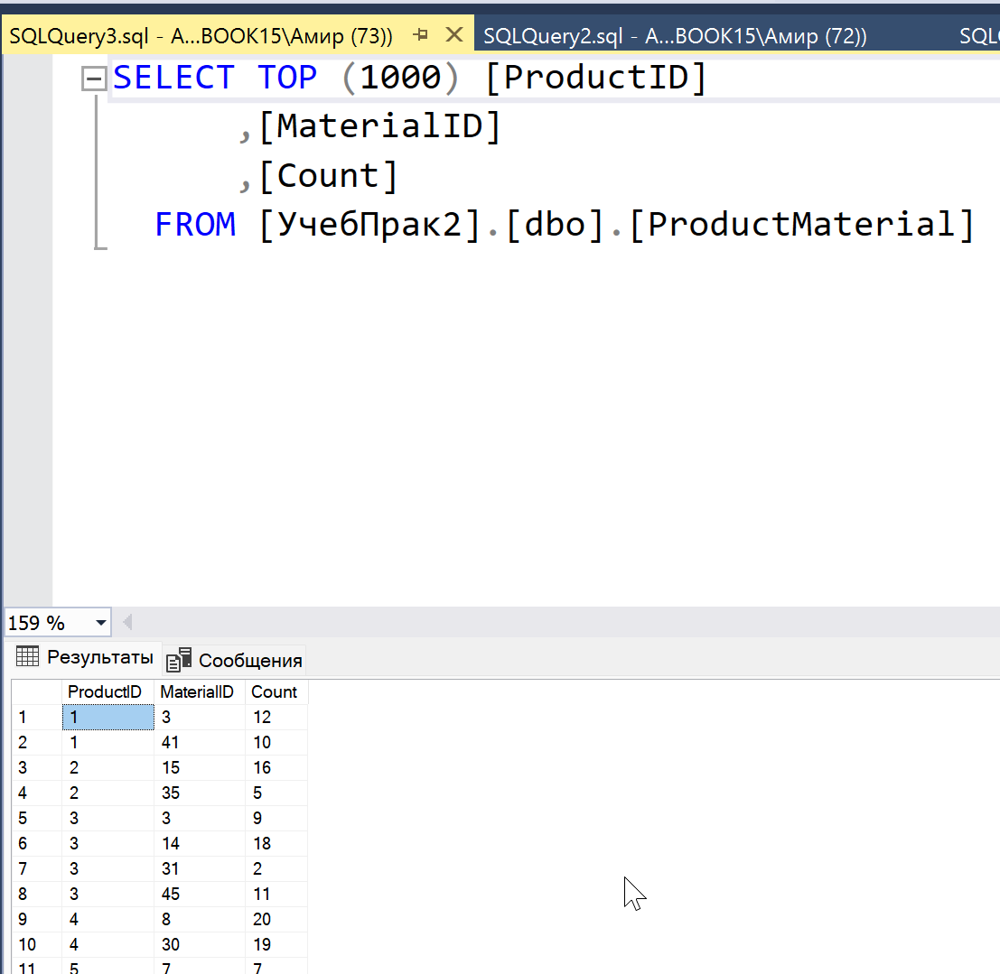 SQLQuery3.sql - A...BOOK15\Амир (73)) SQLQuery2.sql - A...BOOK15\Амир (72))
SELECT TOP (1000) [ProductID]
,[MaterialID]
,[Count]
FROM [УчебПрак2].[dbo].[ProductMaterial]
159 %
Результаты Сообщения
ProductID MaterialID Count
1 1 3 12
2 1 41 10
3 2 15 16
4 2 35 5
5 3 3 9
6 3 14 18
7 3 31 2
8 3 45 11
9 4 8 20
10 4 30 19
11 5 7 7